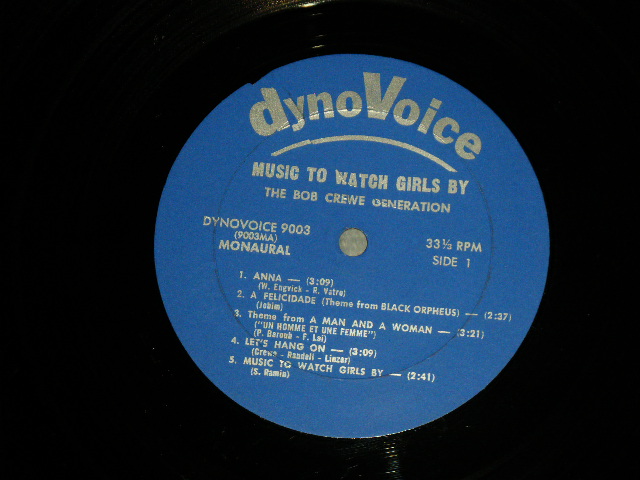 dynoVoice
MUSIC TO WATCH GIRLS BY
THE BOB CREWE GENERATION
DYNOVOICE 9003
(9003MA)
MONAURAL
33⅓ RPM
SIDE 1
1. ANNA — (3:09)
(W. Engvick - R. Vatro)
2. A FELICIDADE (Theme from BLACK ORPHEUS) — (2:37)
(Jobim)
3. Theme from A MAN AND A WOMAN — (3:21)
("UN HOMME ET UNE FEMME")
(P. Barouh - F. Lai)
4. LET'S HANG ON — (3:09)
(Crewe - Randell - Linzer)
5. MUSIC TO WATCH GIRLS BY — (2:41)
(S. Ramin)